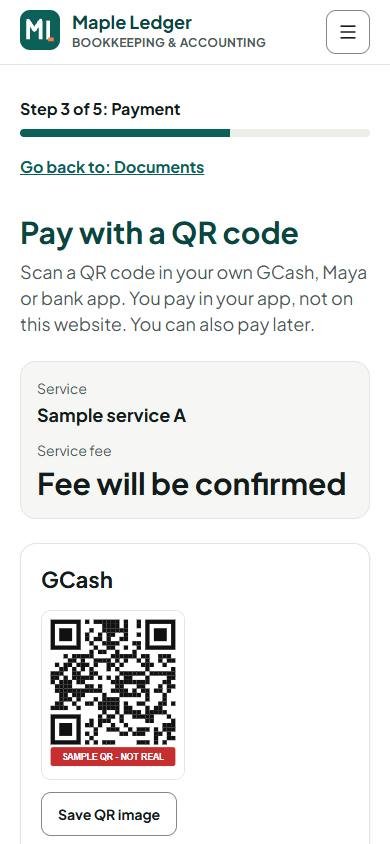 ML
Maple Ledger
BOOKKEEPING & ACCOUNTING
Step 3 of 5: Payment
Go back to: Documents
Pay with a QR code
Scan a QR code in your own GCash, Maya
or bank app. You pay in your app, not on
this website. You can also pay later.
Service
Sample service A
Service fee
Fee will be confirmed
GCash
SAMPLE QR - NOT REAL
Save QR image